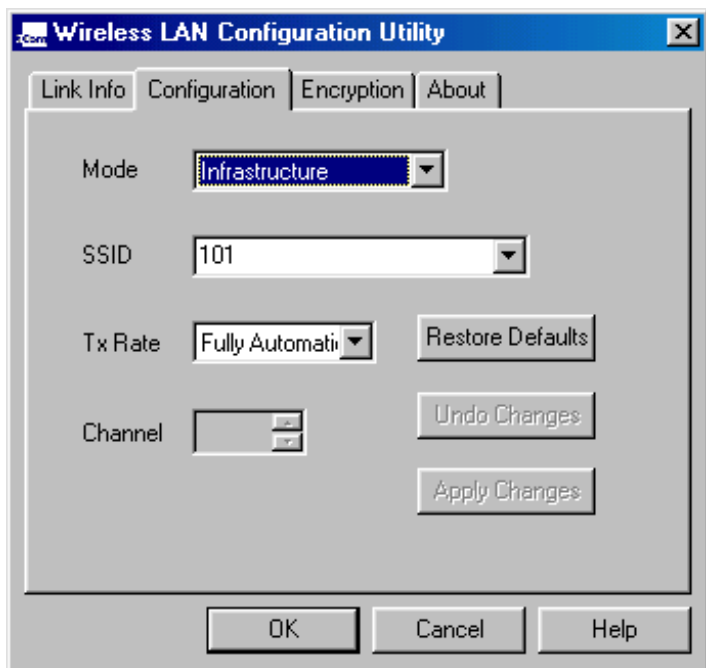 zCom Wireless LAN Configuration Utility
Link Info Configuration Encryption About
Mode Infrastructure
SSID 101
Tx Rate Fully Automati Restore Defaults
Undo Changes
Channel
Apply Changes
OK Cancel Help